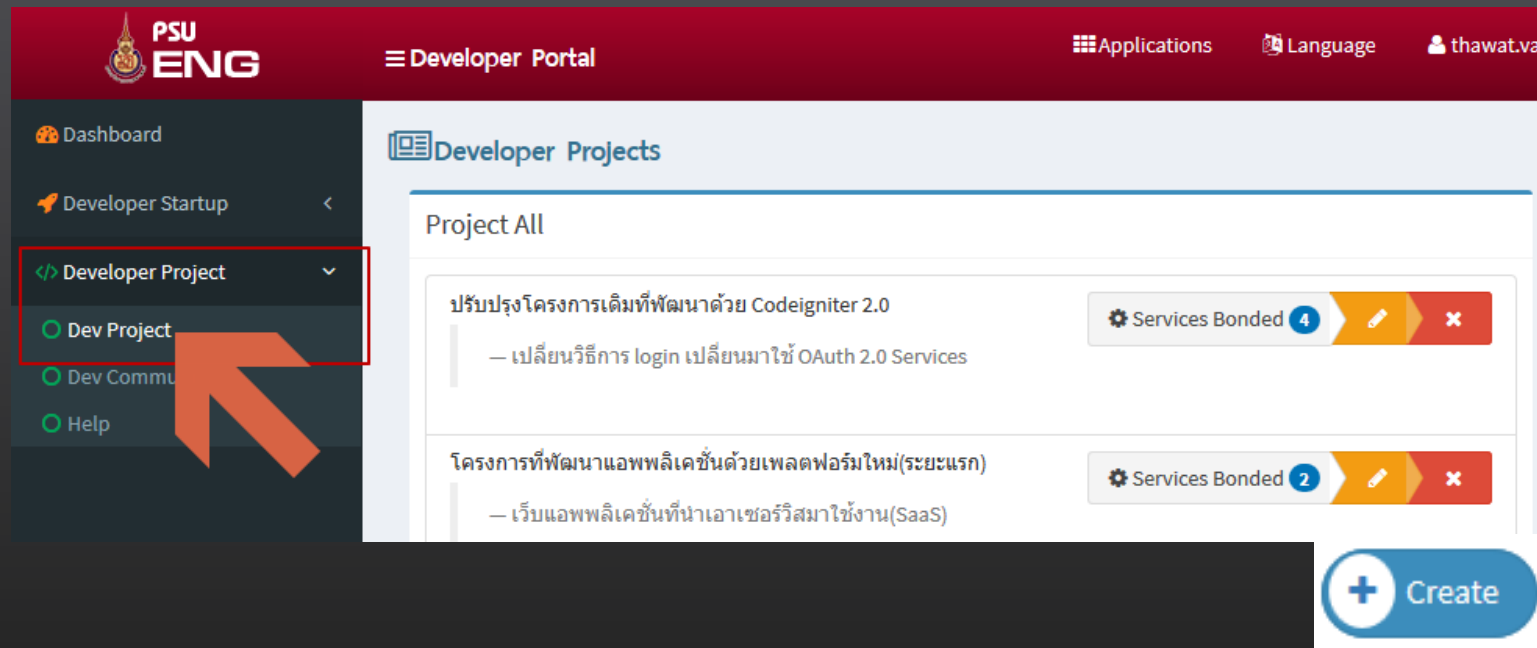 PSU
ENG
Developer Portal
Applications
Language
thawat.va
Dashboard
Developer Startup
Developer Project
Dev Project
Dev Commu
Help
Developer Projects
Project All
ปรับปรุงโครงการเดิมที่พัฒนาด้วย Codeigniter 2.0
— เปลี่ยนวิธีการ login เปลี่ยนมาใช้ OAuth 2.0 Services
Services Bonded 4
โครงการที่พัฒนาแอพพลิเคชั่นด้วยเพลตฟอร์มใหม่(ระยะแรก)
— เว็บแอพพลิเคชั่นที่นำเอาเซอร์วิสมาใช้งาน(SaaS)
Services Bonded 2
Create